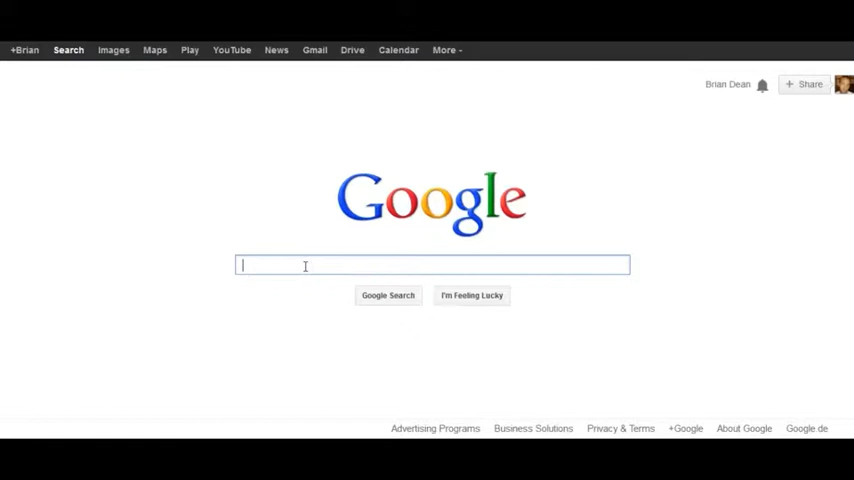 +Brian Search Images Maps Play YouTube News Gmail Drive Calendar More
Brian Dean + Share
Google
Google Search I'm Feeling Lucky
Advertising Programs Business Solutions Privacy & Terms +Google About Google Google.de